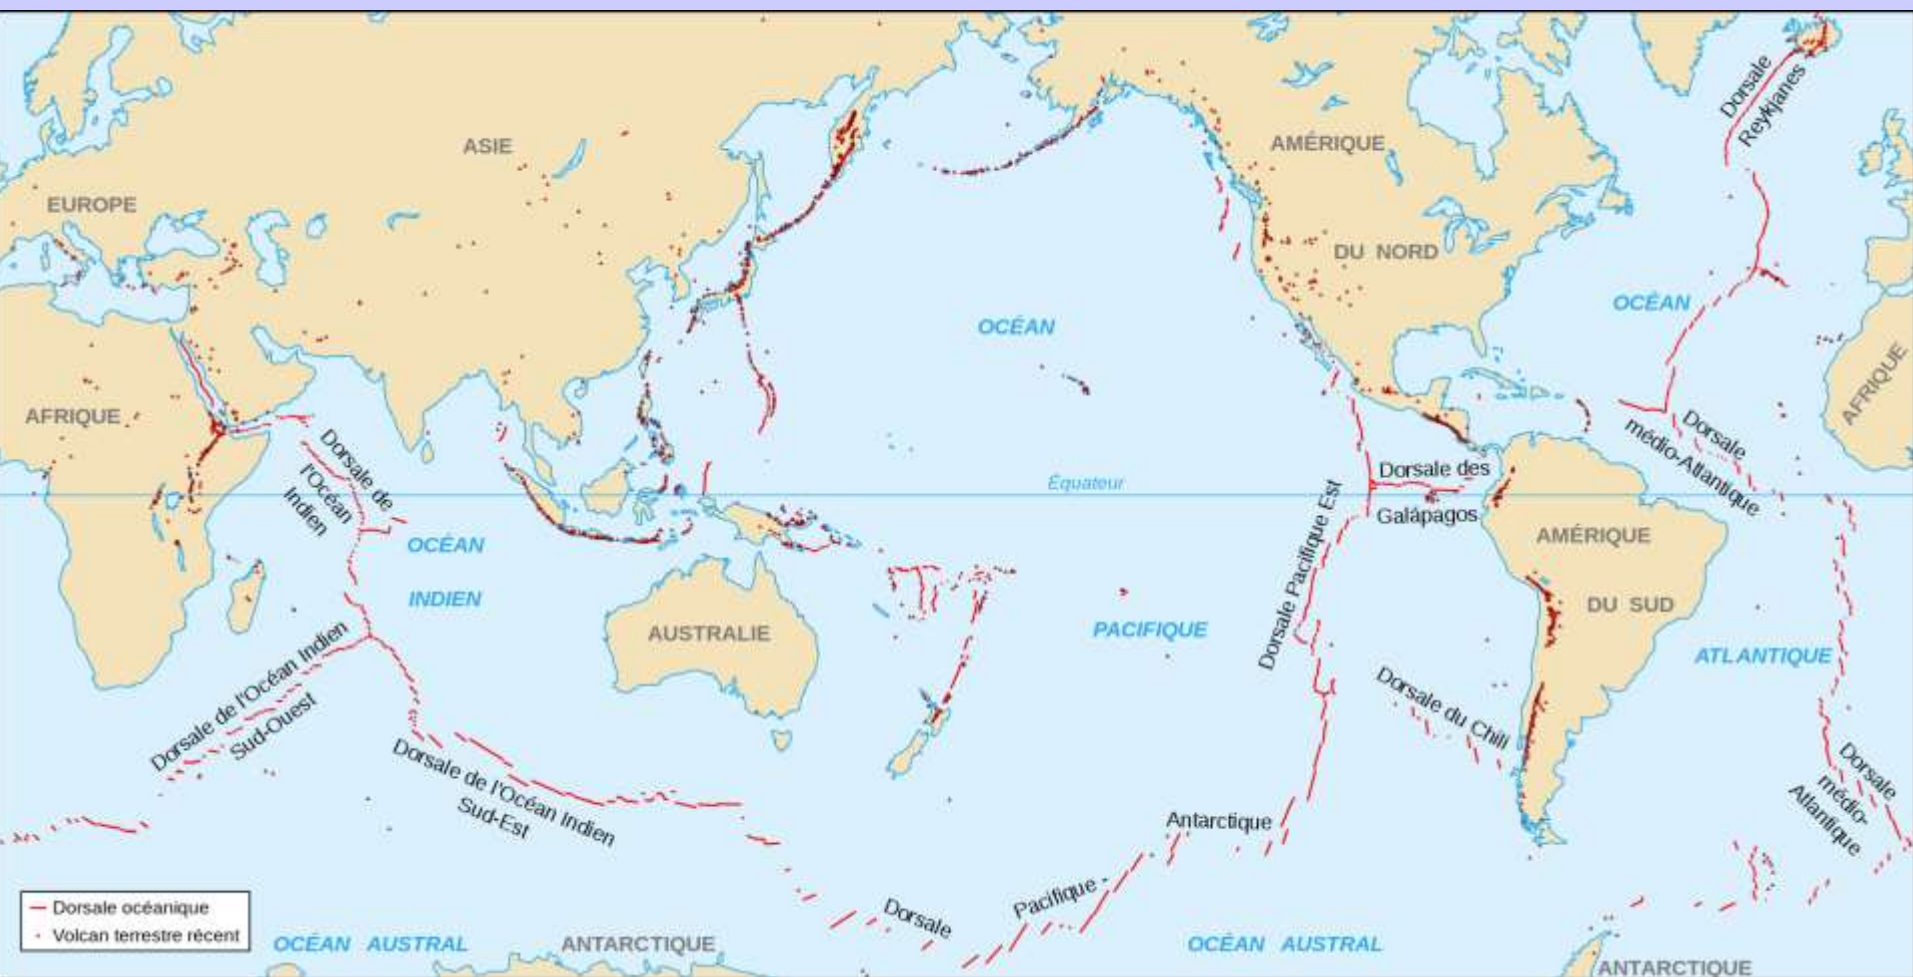 Dorsale
Reykjanes
ASIE
AMÉRIQUE
EUROPE
DU NORD
OCÉAN
OCÉAN
AFRIQUE
AFRIQUE
Dorsale de
l'Océan
Indien
Dorsale
médio-Atlantique
Dorsale des
Galápagos
Équateur
Dorsale Pacifique Est
OCÉAN
INDIEN
AMÉRIQUE
DU SUD
AUSTRALIE
PACIFIQUE
ATLANTIQUE
Dorsale de l'Océan Indien
Sud-Ouest
Dorsale du Chili
Dorsale de l'Océan Indien
Sud-Est
Dorsale
médio-
Atlantique
Antarctique
Pacifique -
Dorsale
Dorsale océanique
Volcan terrestre récent
OCÉAN AUSTRAL
ANTARCTIQUE
OCÉAN AUSTRAL
ANTARCTIQUE